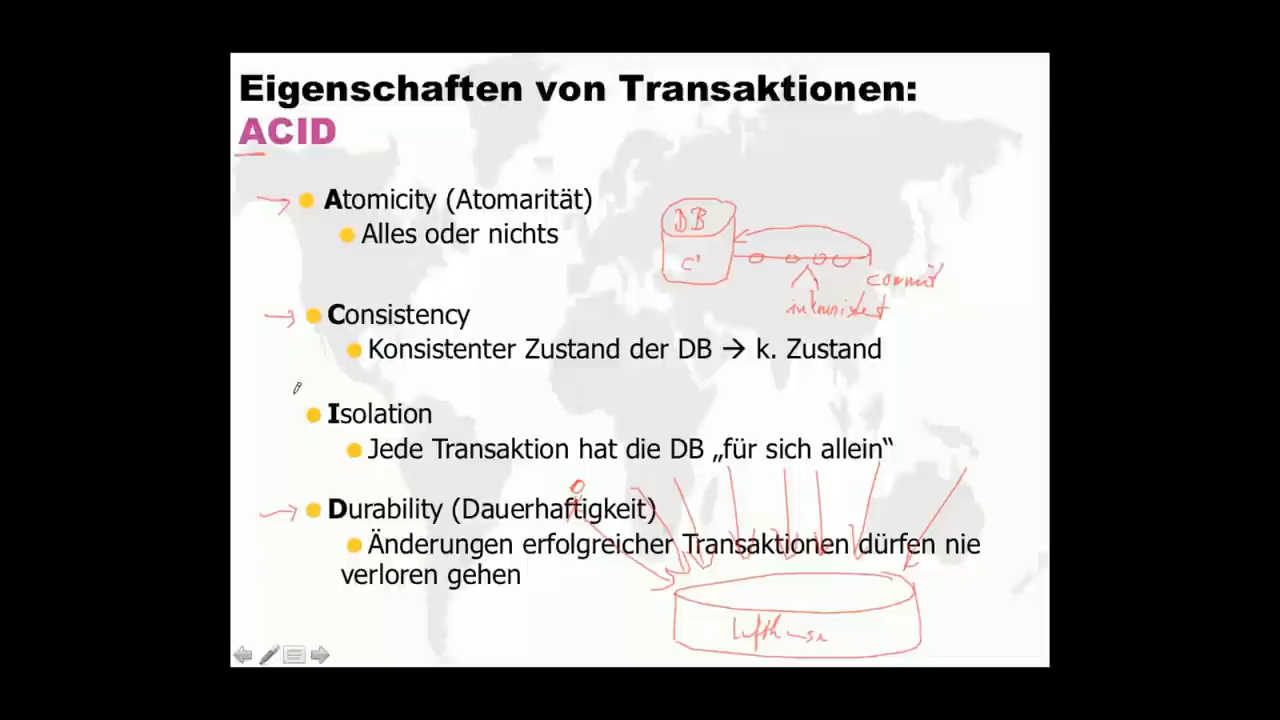 Eigenschaften von Transaktionen:
ACID
Atomicity (Atomarität)
Alles oder nichts
DB
C'
commit
inkonsistent
Consistency
Konsistenter Zustand der DB → k. Zustand
Isolation
Jede Transaktion hat die DB „für sich allein“
Durability (Dauerhaftigkeit)
Änderungen erfolgreicher Transaktionen dürfen nie
verloren gehen
Lufthansa